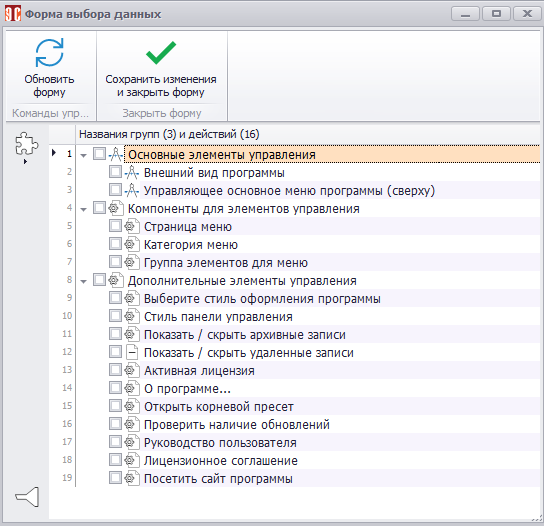 Форма выбора данных
Обновить
форму
Сохранить изменения
и закрыть форму
Команды упр...
Закрыть форму
Названия групп (3) и действий (16)
1 Основные элементы управления
2 Внешний вид программы
3 Управляющее основное меню программы (сверху)
4 Компоненты для элементов управления
5 Страница меню
6 Категория меню
7 Группа элементов для меню
8 Дополнительные элементы управления
9 Выберите стиль оформления программы
10 Стиль панели управления
11 Показать / скрыть архивные записи
12 Показать / скрыть удаленные записи
13 Активная лицензия
14 О программе...
15 Открыть корневой пресет
16 Проверить наличие обновлений
17 Руководство пользователя
18 Лицензионное соглашение
19 Посетить сайт программы